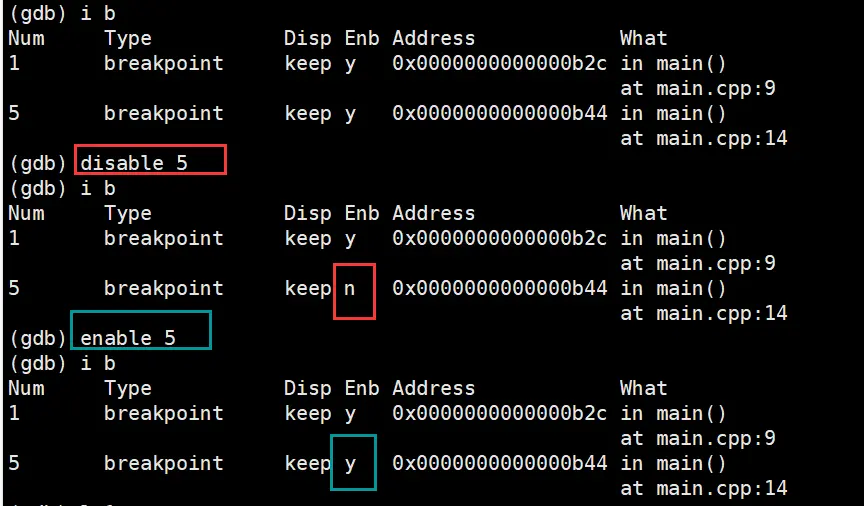 (gdb) i b
Num     Type           Disp Enb Address            What
1       breakpoint     keep y   0x0000000000000b2c in main()
                                                   at main.cpp:9
5       breakpoint     keep y   0x0000000000000b44 in main()
                                                   at main.cpp:14
(gdb) disable 5
(gdb) i b
Num     Type           Disp Enb Address            What
1       breakpoint     keep y   0x0000000000000b2c in main()
                                                   at main.cpp:9
5       breakpoint     keep n   0x0000000000000b44 in main()
                                                   at main.cpp:14
(gdb) enable 5
(gdb) i b
Num     Type           Disp Enb Address            What
1       breakpoint     keep y   0x0000000000000b2c in main()
                                                   at main.cpp:9
5       breakpoint     keep y   0x0000000000000b44 in main()
                                                   at main.cpp:14